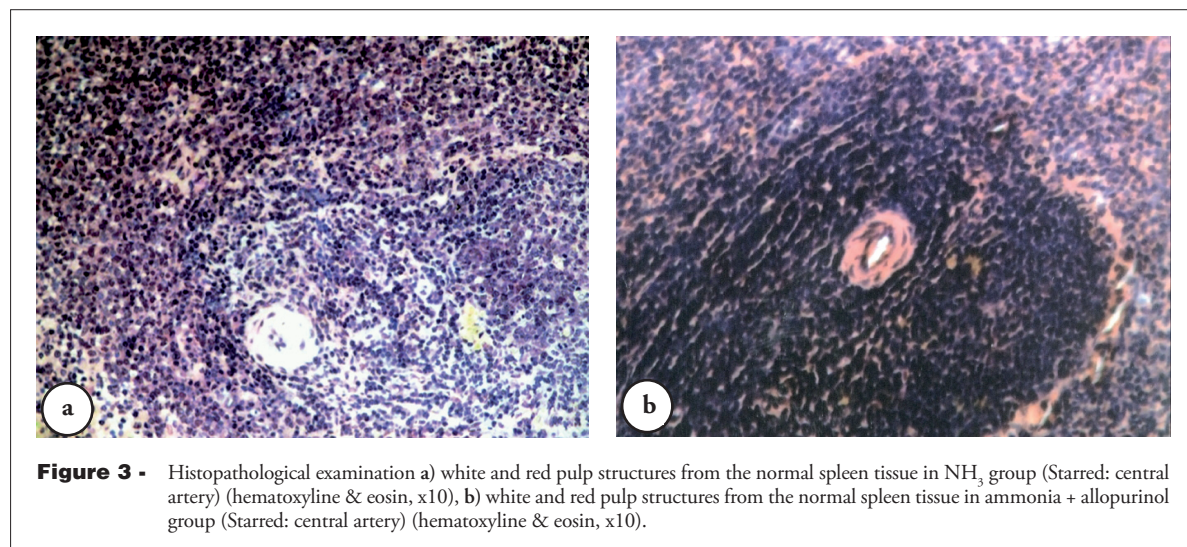 a
b
Figure 3 - Histopathological examination a) white and red pulp structures from the normal spleen tissue in NH3 group (Starred: central
artery) (hematoxyline & eosin, x10), b) white and red pulp structures from the normal spleen tissue in ammonia + allopurinol
group (Starred: central artery) (hematoxyline & eosin, x10).